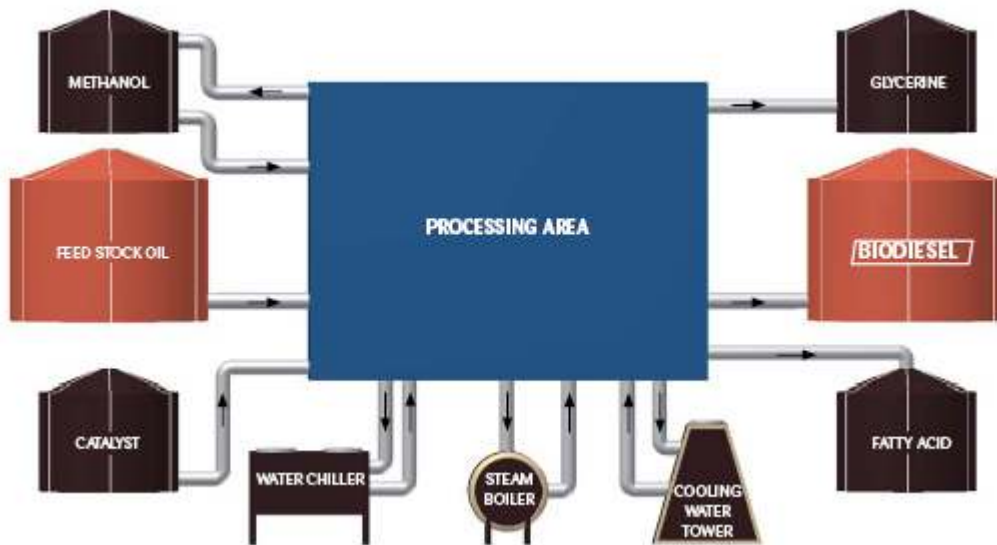 METHANOL
GLYCERINE
PROCESSING AREA
FEED STOCK OIL
BIODIESEL
CATALYST
WATER CHILLER
STEAM
BOILER
COOLING
WATER
TOWER
FATTY ACID